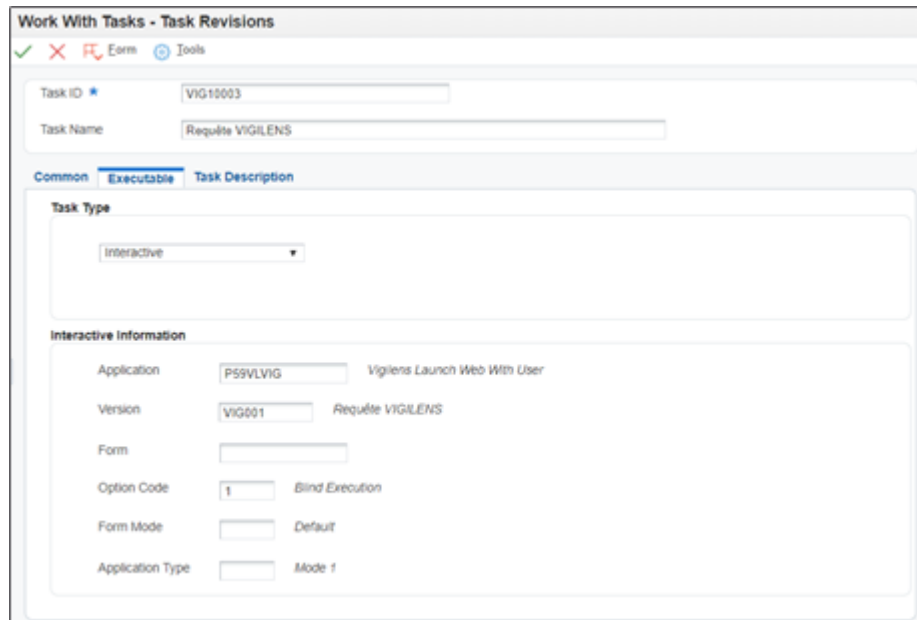 Work With Tasks - Task Revisions
Form Tools
Task ID * VIG10003
Task Name Requête VIGILENS
Common Executable Task Description
Task Type
Interactive
Interactive Information
Application P59VLVIG Vigilens Launch Web With User
Version VIG001 Requête VIGILENS
Form
Option Code 1 Blind Execution
Form Mode Default
Application Type Mode 1